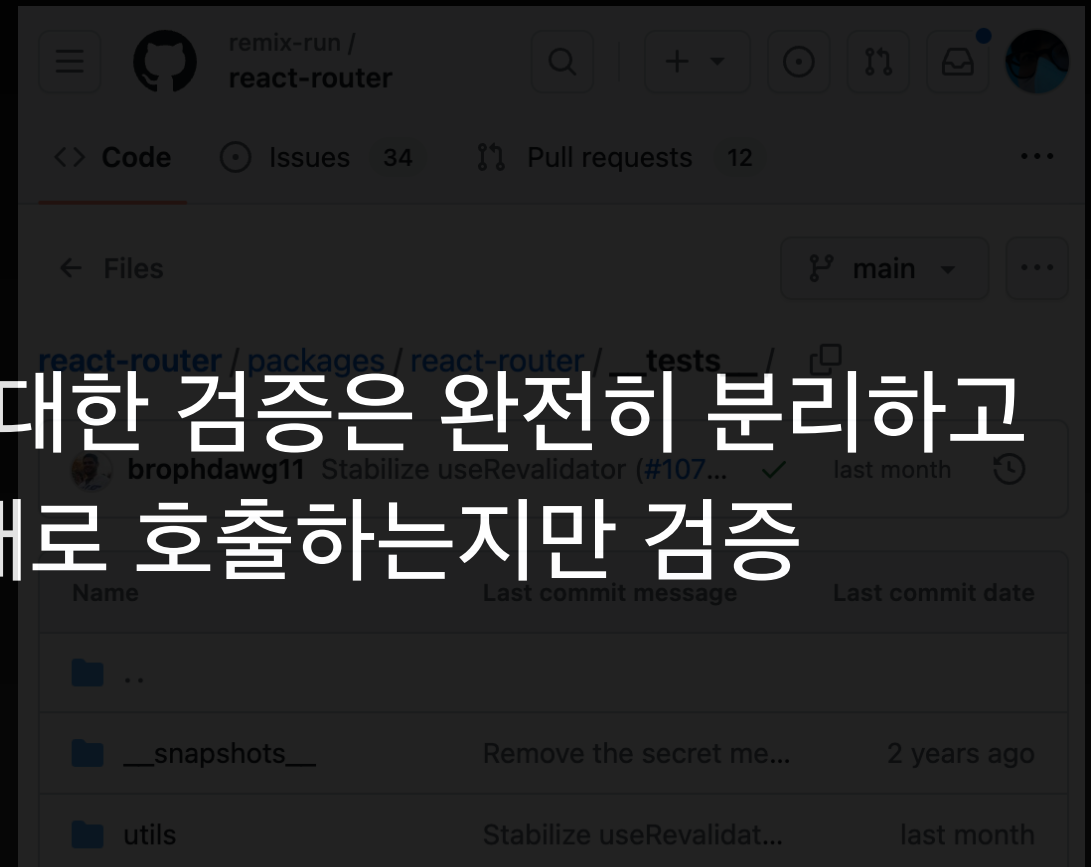 remix-run /
react-router
Code Issues 34 Pull requests 12
Files main
react-router / packages / react-router / __tests__ /
대한 검증은 완전히 분리하고
brophdawg11 Stabilize useRevalidator (#107... last month
로 호출하는지만 검증
Name Last commit message Last commit date
..
__snapshots__ Remove the secret me... 2 years ago
utils Stabilize useRevalidat... last month